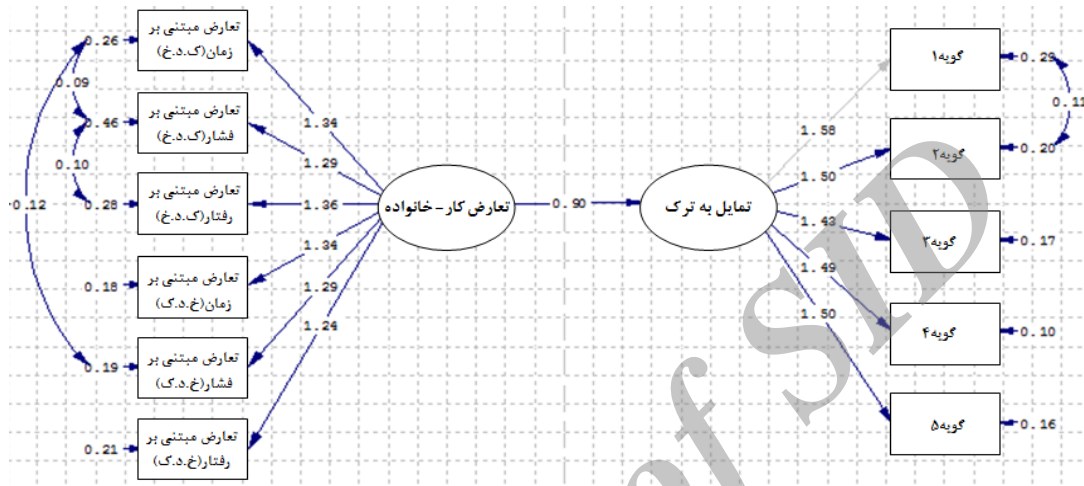 تعارض مبتنی بر
زمان(ک.د.خ)
تعارض مبتنی بر
فشار(ک.د.خ)
تعارض مبتنی بر
رفتار(ک.د.خ)
تعارض مبتنی بر
زمان(خ.د.ک)
تعارض مبتنی بر
فشار(خ.د.ک)
تعارض مبتنی بر
رفتار(خ.د.ک)
0.26
0.09
0.46
0.10
0.28
0.12
0.18
0.19
0.21
1.34
1.29
1.36
1.34
1.29
1.24
تعارض کار - خانواده
0.90
تمایل به ترک
1.58
1.50
1.43
1.49
1.50
گویه۱
گویه۲
گویه۳
گویه۴
گویه۵
0.29
0.11
0.20
0.17
0.10
0.16
of SID